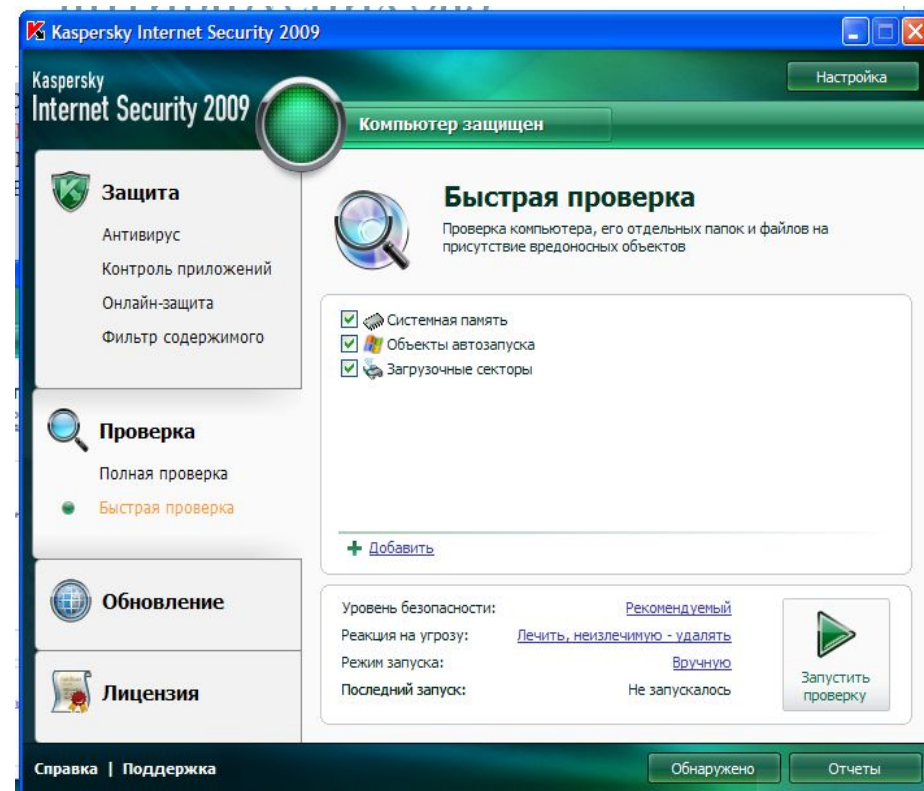 Kaspersky Internet Security 2009
Kaspersky
Internet Security 2009
Настройка
Компьютер защищен
Защита
Антивирус
Контроль приложений
Онлайн-защита
Фильтр содержимого
Проверка
Полная проверка
Быстрая проверка
Обновление
Лицензия
Быстрая проверка
Проверка компьютера, его отдельных папок и файлов на
присутствие вредоносных объектов
Системная память
Объекты автозапуска
Загрузочные секторы
Добавить
Уровень безопасности: Рекомендуемый
Реакция на угрозу: Лечить, неизлечимую - удалять
Режим запуска: Вручную
Последний запуск: Не запускалось
Запустить
проверку
Справка | Поддержка
Обнаружено
Отчеты